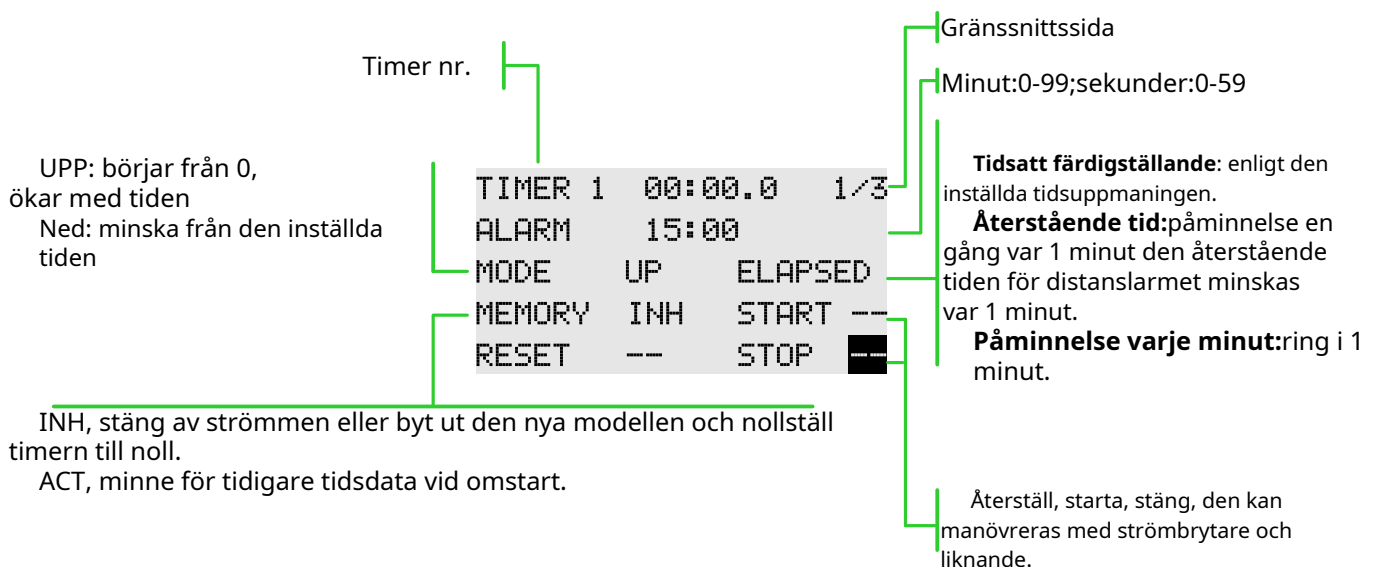 Gränssnittssida
Timer nr.
Minut:0-99;sekunder:0-59
UPP: börjar från 0,
ökar med tiden
Ned: minska från den inställda
tiden
TIMER 1 00:00.0 1/3
ALARM 15:00
MODE UP ELAPSED
MEMORY INH START --
RESET -- STOP --
Tidsatt färdigställande: enligt den
inställda tidsuppmaningen.
Återstående tid:påminnelse en
gång var 1 minut den återstående
tiden för distanslarmet minskas
var 1 minut.
Påminnelse varje minut:ring i 1
minut.
INH, stäng av strömmen eller byt ut den nya modellen och nollställ
timern till noll.
ACT, minne för tidigare tidsdata vid omstart.
Återställ, starta, stäng, den kan
manövreras med strömbrytare och
liknande.